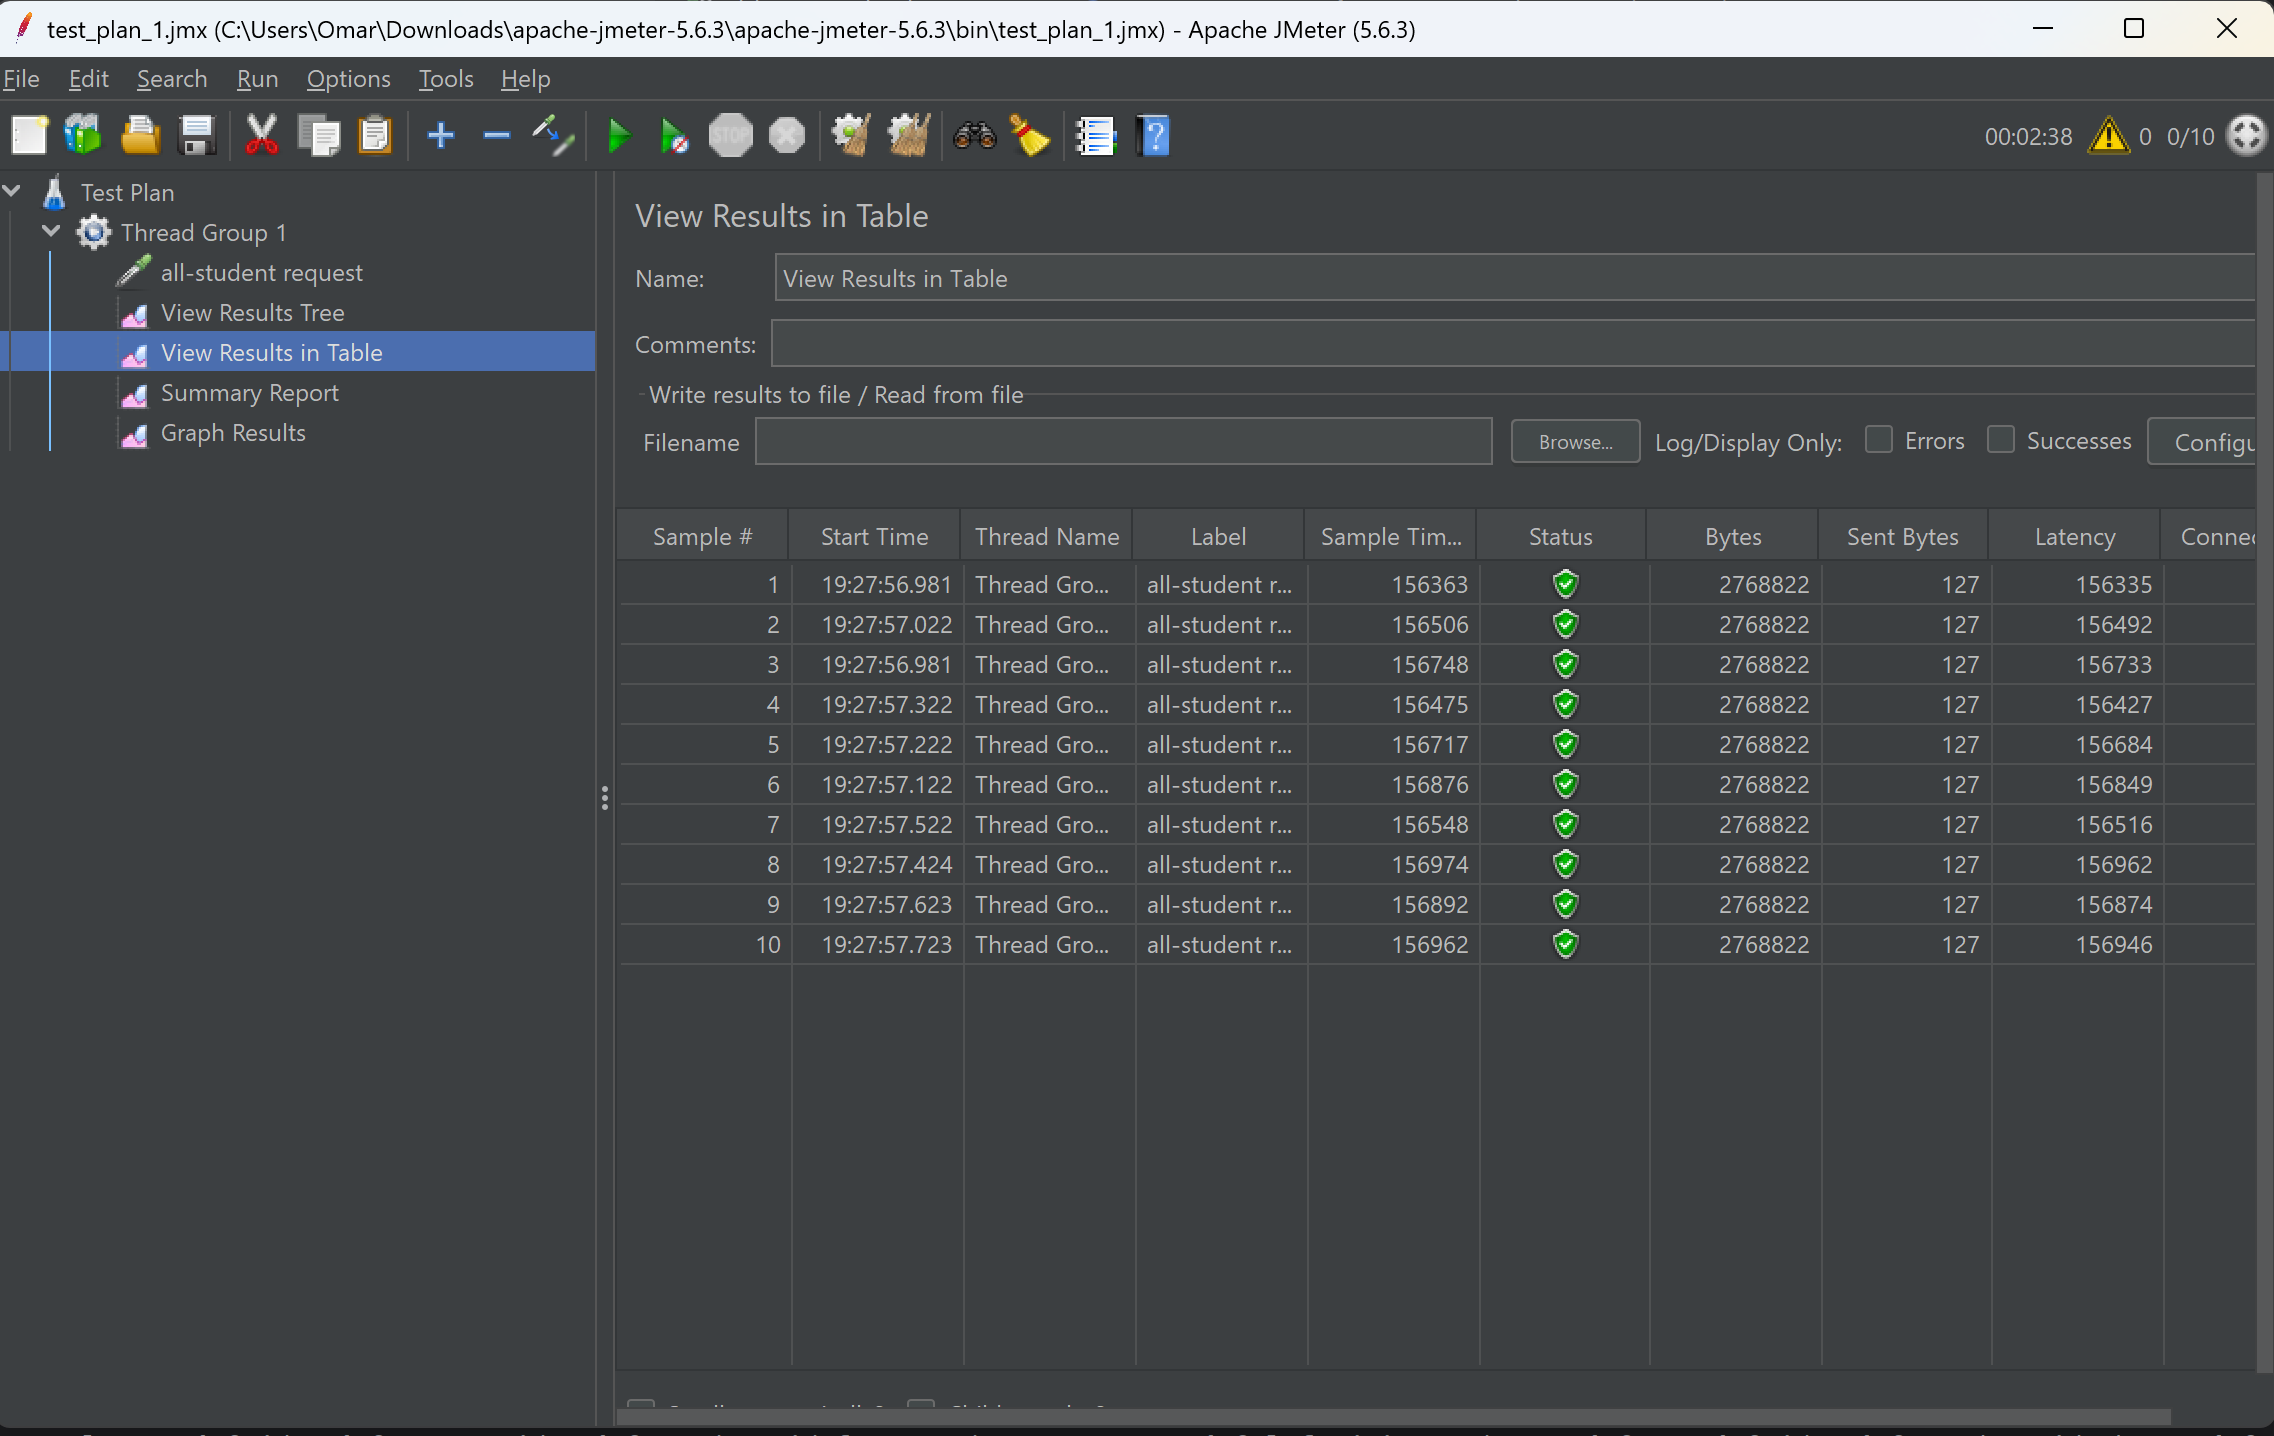 test_plan_1.jmx (C:\Users\Omar\Downloads\apache-jmeter-5.6.3\apache-jmeter-5.6.3\bin\test_plan_1.jmx) - Apache JMeter (5.6.3)
File Edit Search Run Options Tools Help
STOP 00:02:38 0 0/10
Test Plan
Thread Group 1
all-student request
View Results Tree
View Results in Table
Summary Report
Graph Results
View Results in Table
Name: View Results in Table
Comments:
Write results to file / Read from file
Filename Browse... Log/Display Only: Errors Successes Configu
Sample # Start Time Thread Name Label Sample Tim... Status Bytes Sent Bytes Latency Connec
1 19:27:56.981 Thread Gro... all-student r... 156363 2768822 127 156335
2 19:27:57.022 Thread Gro... all-student r... 156506 2768822 127 156492
3 19:27:56.981 Thread Gro... all-student r... 156748 2768822 127 156733
4 19:27:57.322 Thread Gro... all-student r... 156475 2768822 127 156427
5 19:27:57.222 Thread Gro... all-student r... 156717 2768822 127 156684
6 19:27:57.122 Thread Gro... all-student r... 156876 2768822 127 156849
7 19:27:57.522 Thread Gro... all-student r... 156548 2768822 127 156516
8 19:27:57.424 Thread Gro... all-student r... 156974 2768822 127 156962
9 19:27:57.623 Thread Gro... all-student r... 156892 2768822 127 156874
10 19:27:57.723 Thread Gro... all-student r... 156962 2768822 127 156946